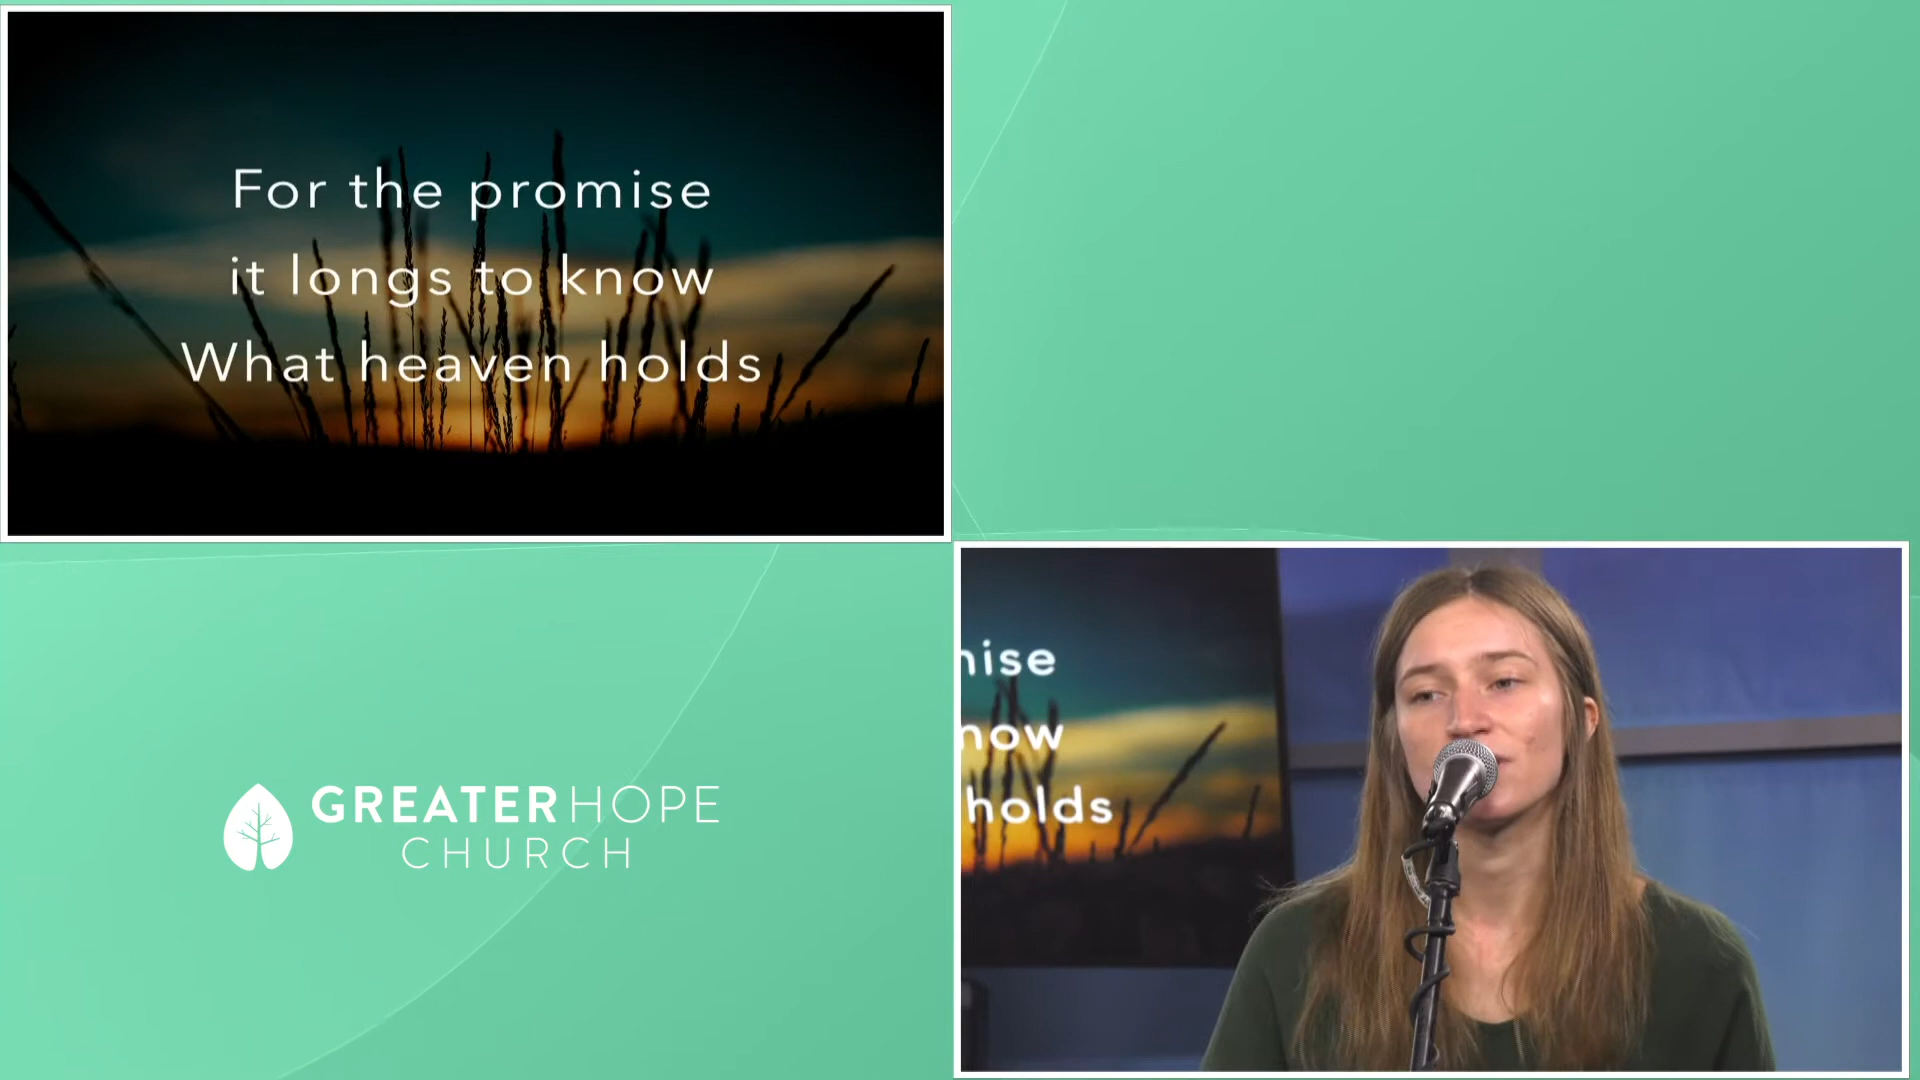 For the promise
it longs to know
What heaven holds
GREATER HOPE
CHURCH
nise
now
holds